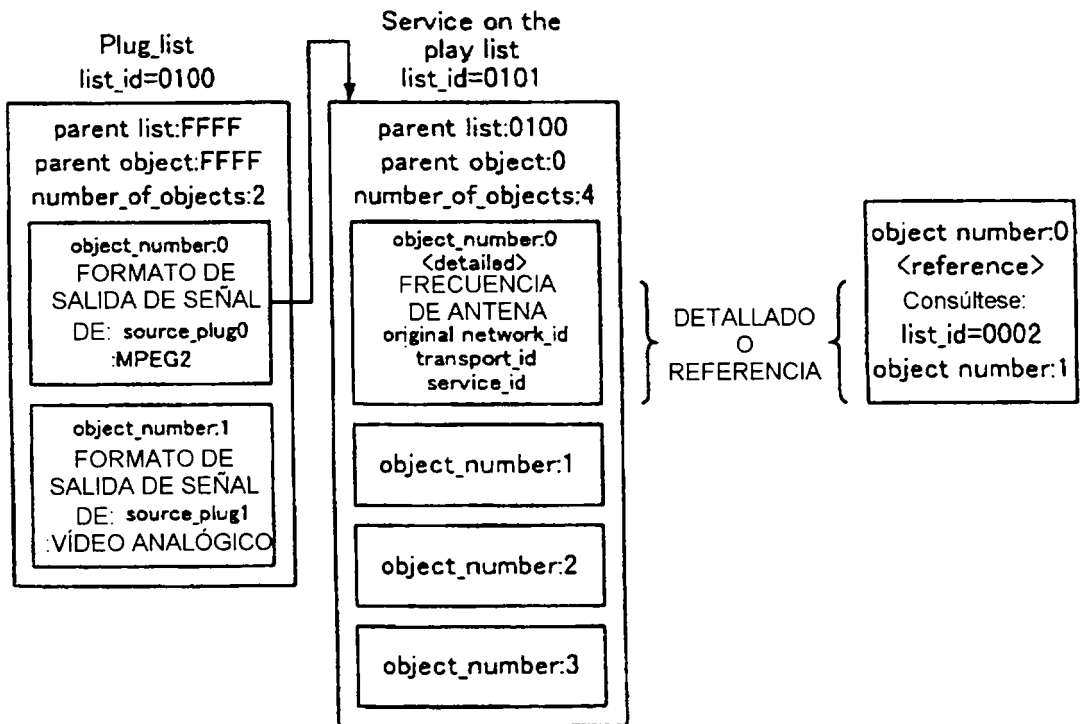 Plug_list
list_id=0100
parent list:FFFF
parent object:FFFF
number_of_objects:2
object_number:0
FORMATO DE
SALIDA DE SEÑAL
DE: source_plug0
:MPEG2
object_number:1
FORMATO DE
SALIDA DE SEÑAL
DE: source_plug1
:VÍDEO ANALÓGICO
Service on the
play list
list_id=0101
parent list:0100
parent object:0
number_of_objects:4
object_number:0
<detailed>
FRECUENCIA
DE ANTENA
original network_id
transport_id
service_id
object_number:1
object_number:2
object_number:3
DETALLADO
O
REFERENCIA
object number:0
<reference>
Consúltese:
list_id=0002
object number:1